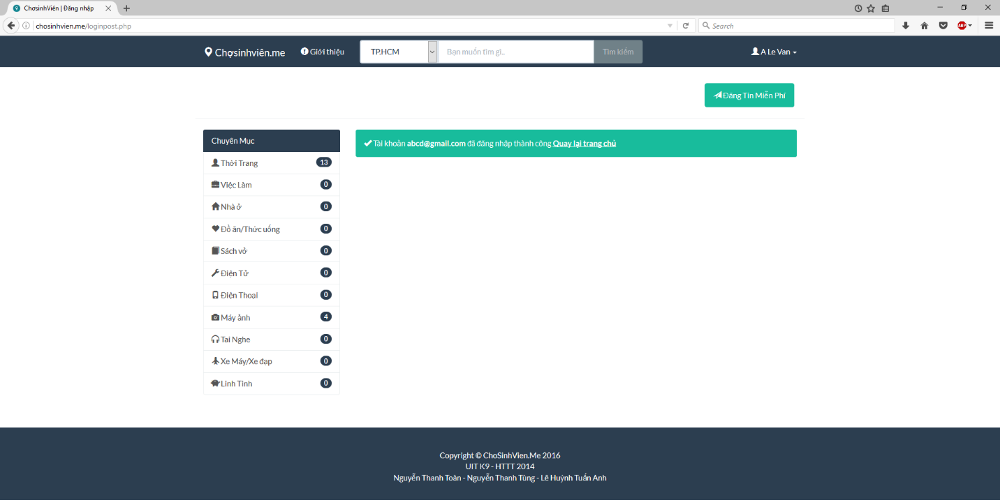 ChợsinhViên | Đăng nhập
chosinhvien.me/loginpost.php
Search
ABP
Chợsinhviên.me
Giới thiệu
TP.HCM
Bạn muốn tìm gì..
Tìm kiếm
A Le Van
Đăng Tin Miễn Phí
Chuyên Mục
Thời Trang 13
Việc Làm 0
Nhà ở 0
Đồ ăn/Thức uống 0
Sách vở 0
Điện Tử 0
Điện Thoại 0
Máy ảnh 4
Tai Nghe 0
Xe Máy/Xe đạp 0
Linh Tinh 0
Tài khoản abcd@gmail.com đã đăng nhập thành công Quay lại trang chủ
Copyright © ChoSinhVien.Me 2016
UIT K9 - HTTT 2014
Nguyễn Thanh Toàn - Nguyễn Thanh Tùng - Lê Huỳnh Tuấn Anh